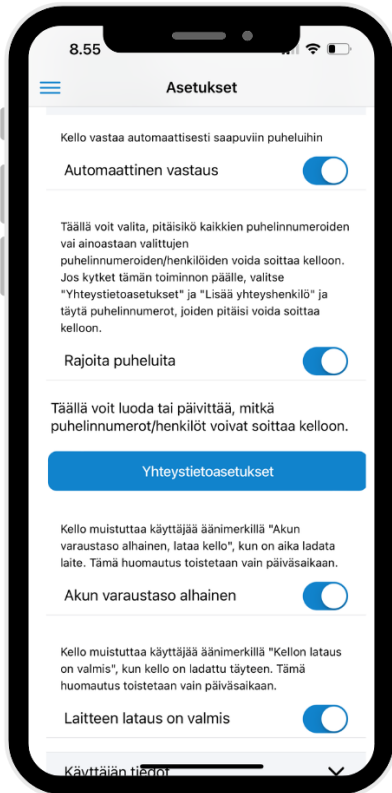 8.55
Asetukset
Kello vastaa automaattisesti saapuviin puheluihin
Automaattinen vastaus
Täällä voit valita, pitäisikö kaikkien puhelinnumeroiden
vai ainoastaan valittujen
puhelinnumeroiden/henkilöiden voida soittaa kelloon.
Jos kytket tämän toiminnon päälle, valitse
"Yhteystietoasetukset" ja "Lisää yhteyshenkilö" ja
täytä puhelinnumerot, joiden pitäisi voida soittaa
kelloon.
Rajoita puheluita
Täällä voit luoda tai päivittää, mitkä
puhelinnumerot/henkilöt voivat soittaa kelloon.
Yhteystietoasetukset
Kello muistuttaa käyttäjää äänimerkillä "Akun
varaustaso alhainen, lataa kello", kun on aika ladata
laite. Tämä huomautus toistetaan vain päiväsaikaan.
Akun varaustaso alhainen
Kello muistuttaa käyttäjää äänimerkillä "Kellon lataus
on valmis", kun kello on ladattu täyteen. Tämä
huomautus toistetaan vain päiväsaikaan.
Laitteen lataus on valmis
Käyttäjän tiedot